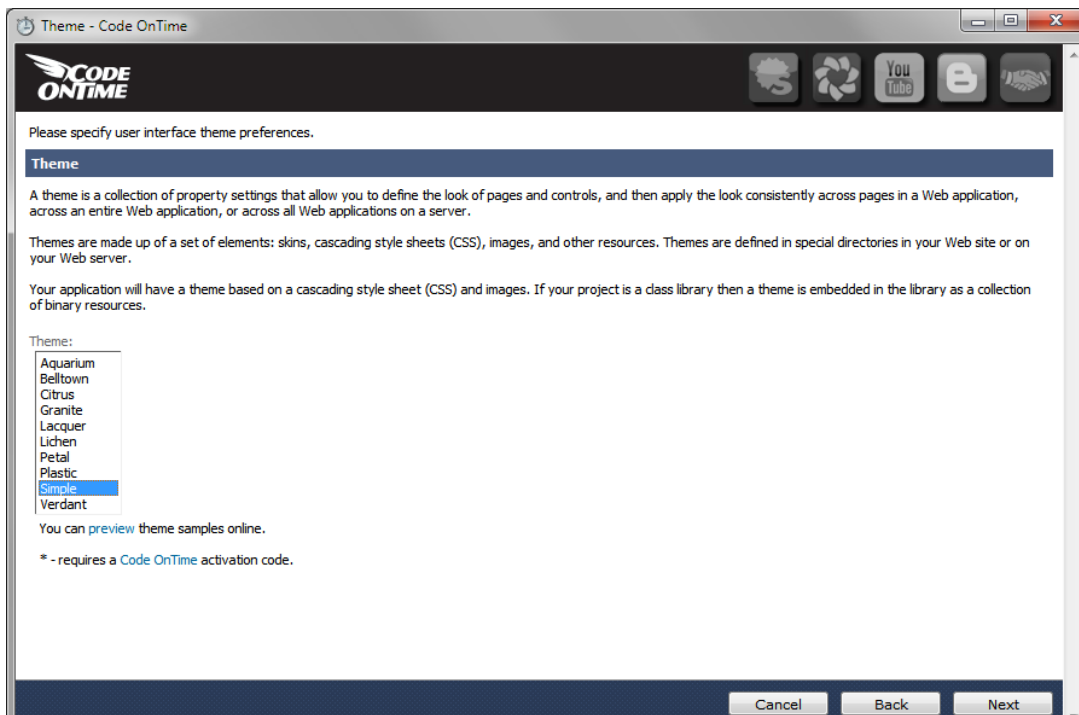 Theme - Code OnTime
CODE
ONTIME
You
Tube
Please specify user interface theme preferences.
Theme
A theme is a collection of property settings that allow you to define the look of pages and controls, and then apply the look consistently across pages in a Web application,
across an entire Web application, or across all Web applications on a server.
Themes are made up of a set of elements: skins, cascading style sheets (CSS), images, and other resources. Themes are defined in special directories in your Web site or on
your Web server.
Your application will have a theme based on a cascading style sheet (CSS) and images. If your project is a class library then a theme is embedded in the library as a collection
of binary resources.
Theme:
Aquarium
Belltown
Citrus
Granite
Lacquer
Lichen
Petal
Plastic
Simple
Verdant
You can preview theme samples online.
* - requires a Code OnTime activation code.
Cancel Back Next